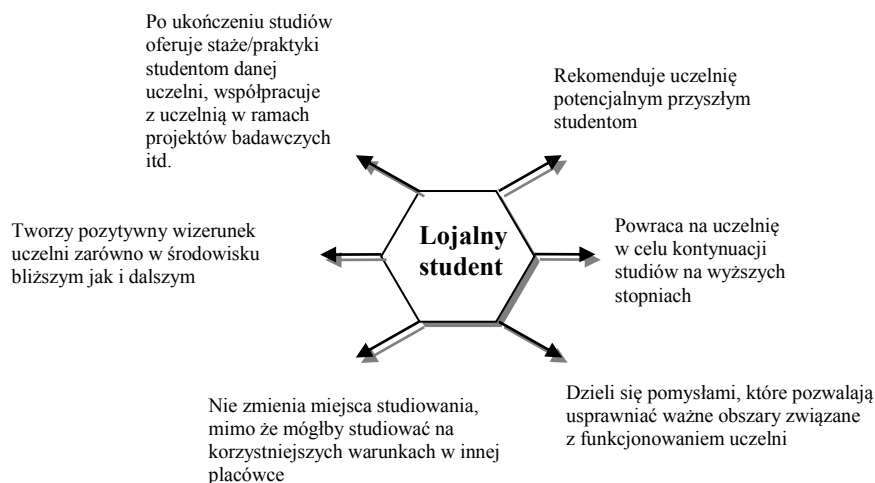 Po ukończeniu studiów
oferuje staże/praktyki
studentom danej
uczelni, współpracuje
z uczelnią w ramach
projektów badawczych
itd.
Rekomenduje uczelnię
potencjalnym przyszłym
studentom
Tworzy pozytywny wizerunek
uczelni zarówno w środowisku
bliższym jak i dalszym
Lojalny
student
Powraca na uczelnię
w celu kontynuacji
studiów na wyższych
stopniach
Nie zmienia miejsca studiowania,
mimo że mógłby studiować na
korzystniejszych warunkach w innej
placówce
Dzieli się pomysłami, które pozwalają
usprawniać ważne obszary związane
z funkcjonowaniem uczelni